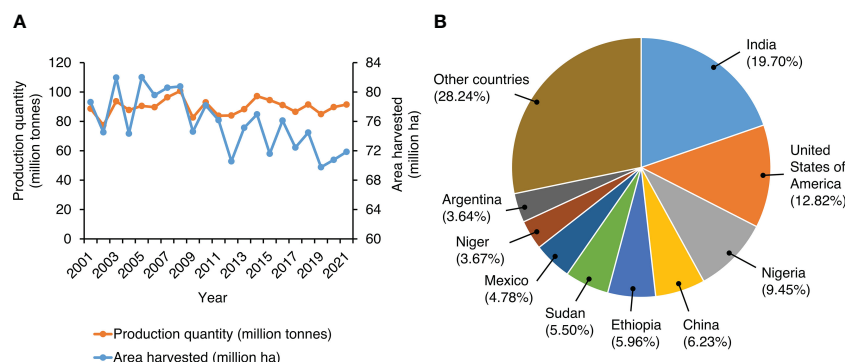 A
Production quantity
(million tonnes)
120
100
80
60
40
20
0
84
80
76
72
68
64
60
Area harvested
(million ha)
2001
2003
2005
2007
2009
2011
2013
2015
2017
2019
2021
Year
Production quantity (million tonnes)
Area harvested (million ha)
B
India
(19.70%)
United
States of
America
(12.82%)
Nigeria
(9.45%)
China
(6.23%)
Ethiopia
(5.96%)
Sudan
(5.50%)
Mexico
(4.78%)
Niger
(3.67%)
Argentina
(3.64%)
Other countries
(28.24%)